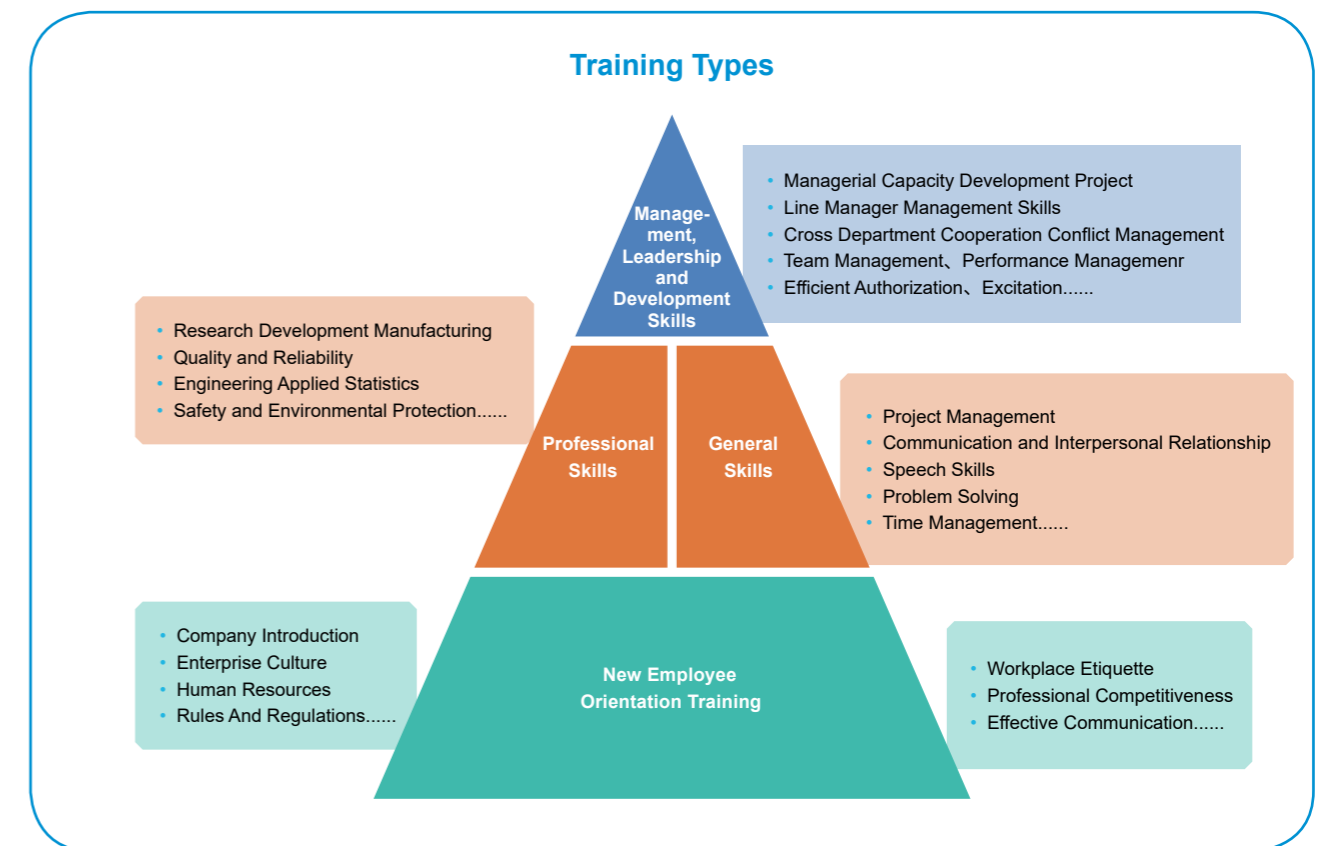 Training Types
Manage-
ment,
Leadership
and
Development
Skills
• Managerial Capacity Development Project
• Line Manager Management Skills
• Cross Department Cooperation Conflict Management
• Team Management、Performance Managemenr
• Efficient Authorization、Excitation......
• Research Development Manufacturing
• Quality and Reliability
• Engineering Applied Statistics
• Safety and Environmental Protection......
Professional
Skills
General
Skills
• Project Management
• Communication and Interpersonal Relationship
• Speech Skills
• Problem Solving
• Time Management......
• Company Introduction
• Enterprise Culture
• Human Resources
• Rules And Regulations......
New Employee
Orientation Training
• Workplace Etiquette
• Professional Competitiveness
• Effective Communication......